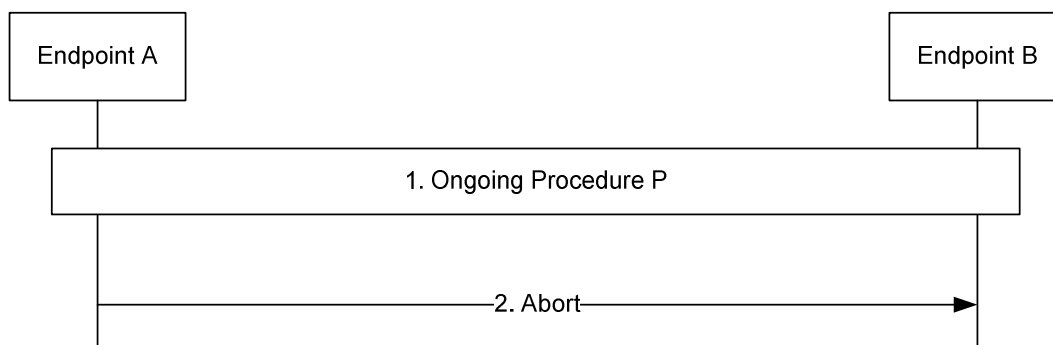 Endpoint A
Endpoint B
1. Ongoing Procedure P
2. Abort